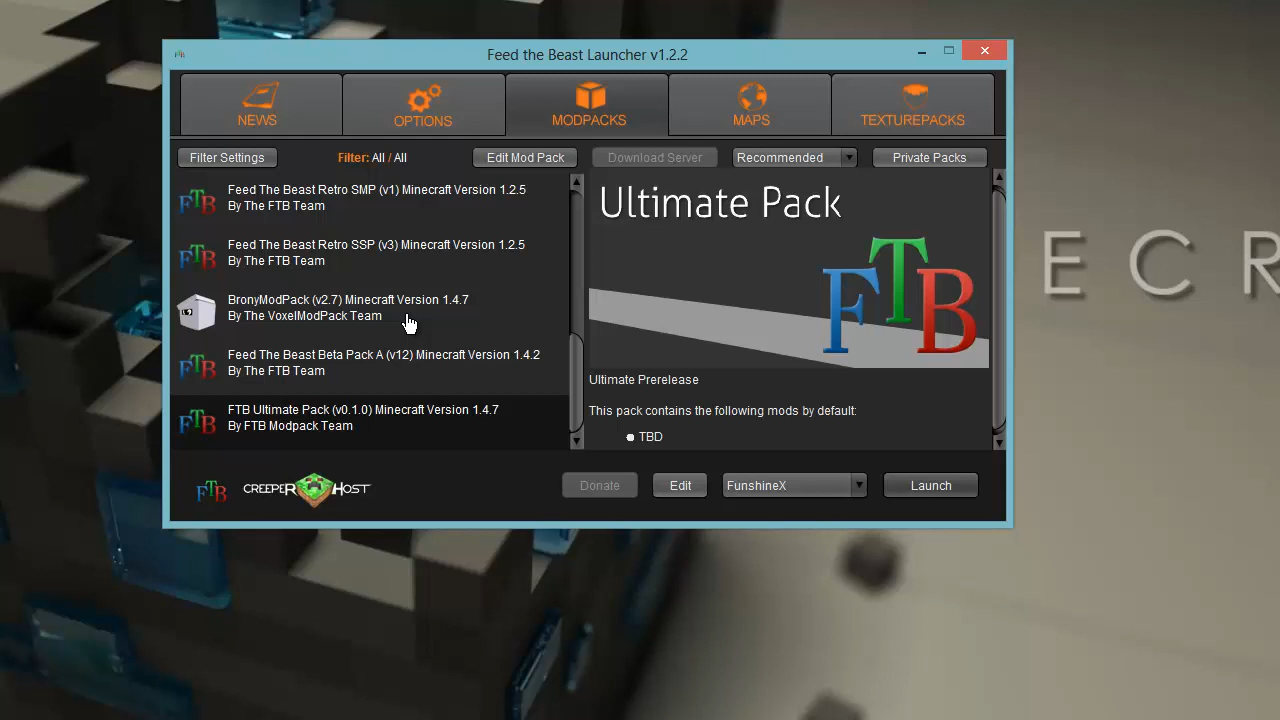 Feed the Beast Launcher v1.2.2
NEWS
OPTIONS
MODPACKS
MAPS
TEXTUREPACKS
Filter Settings
Filter: All / All
Edit Mod Pack
Download Server
Recommended
Private Packs
Feed The Beast Retro SMP (v1) Minecraft Version 1.2.5
By The FTB Team
Feed The Beast Retro SSP (v3) Minecraft Version 1.2.5
By The FTB Team
BronyModPack (v2.7) Minecraft Version 1.4.7
By The VoxelModPack Team
Feed The Beast Beta Pack A (v12) Minecraft Version 1.4.2
By The FTB Team
FTB Ultimate Pack (v0.1.0) Minecraft Version 1.4.7
By FTB Modpack Team
FTB
FTB
FTB
FTB
Ultimate Pack
FTB
Ultimate Prerelease
This pack contains the following mods by default:
TBD
FTB
CREEPER HOST
Donate
Edit
FunshineX
Launch
ECR